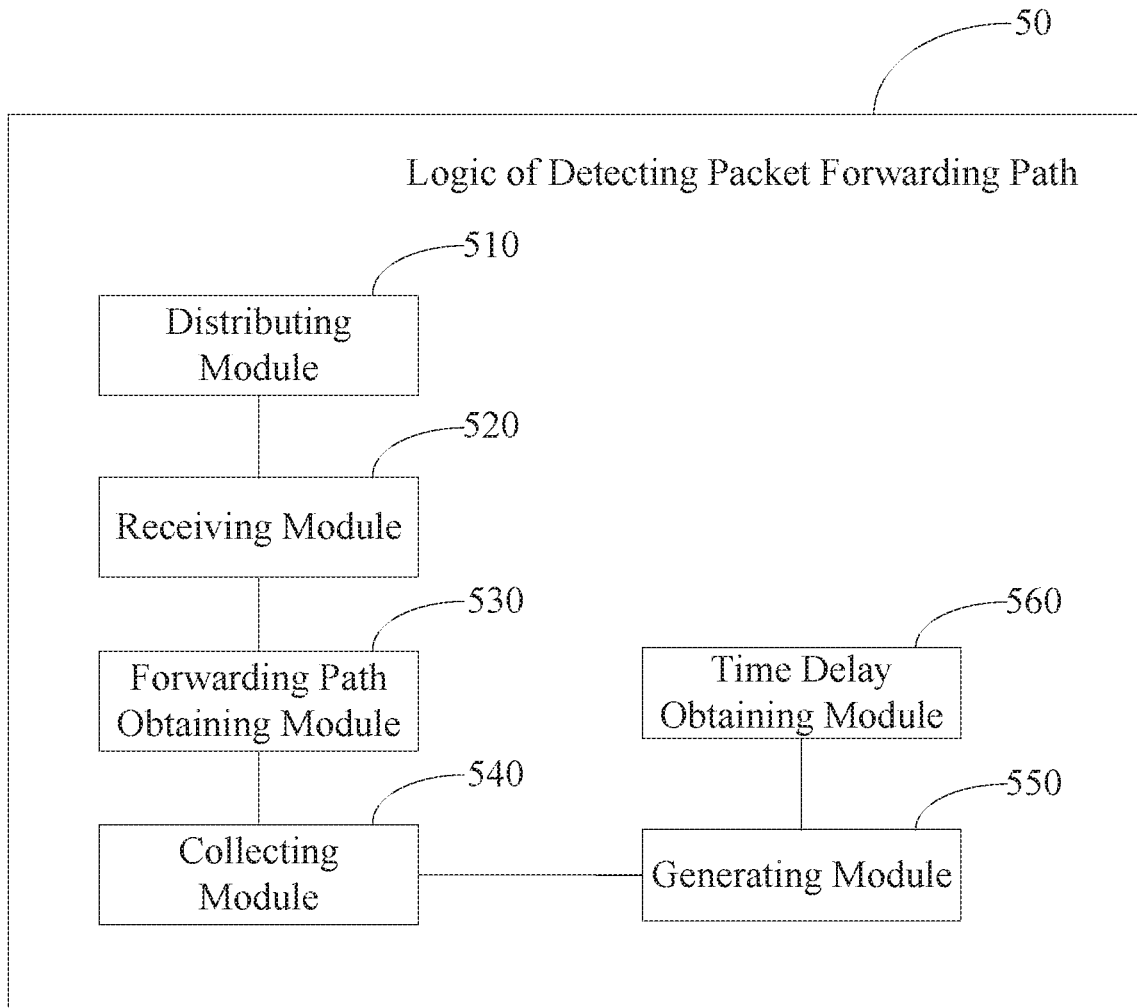 50
Logic of Detecting Packet Forwarding Path
510
Distributing
Module
520
Receiving Module
530
Forwarding Path
Obtaining Module
560
Time Delay
Obtaining Module
540
Collecting
Module
550
Generating Module